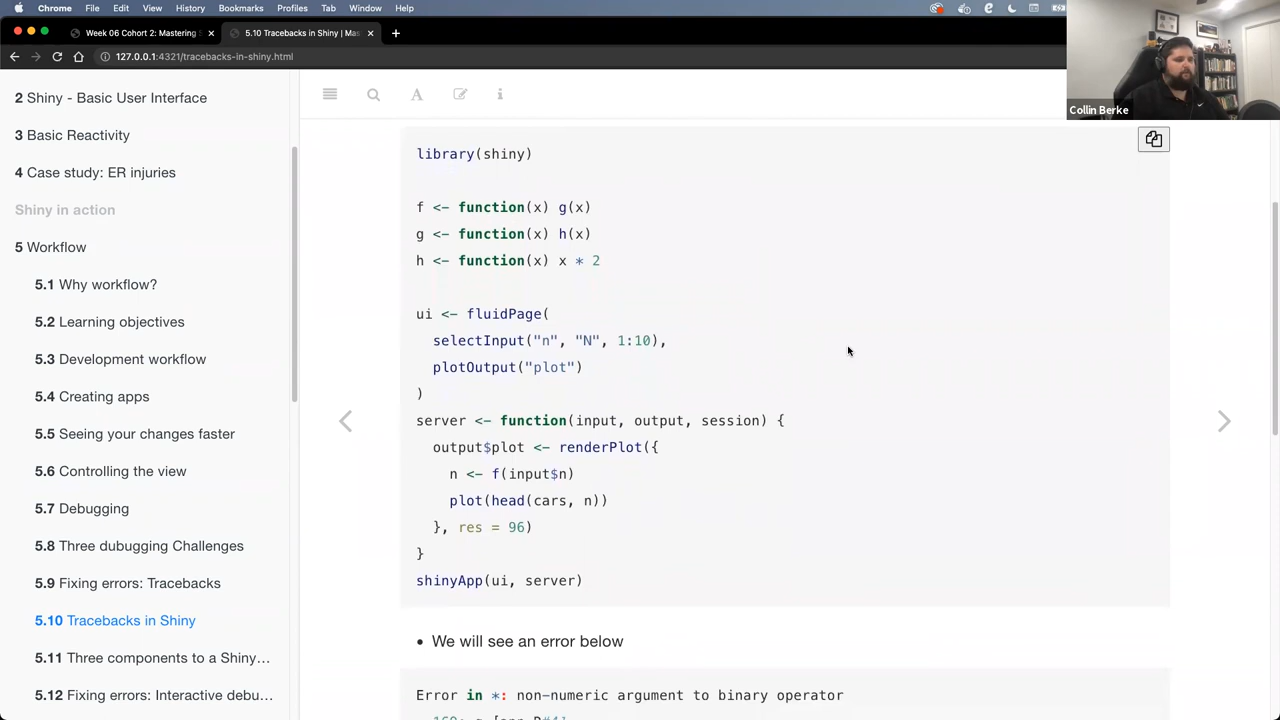 Chrome File Edit View History Bookmarks Profiles Tab Window Help
Week 06 Cohort 2: Mastering S
5.10 Tracebacks in Shiny | Mas
127.0.0.1:4321/tracebacks-in-shiny.html
Collin Berke
2 Shiny - Basic User Interface
3 Basic Reactivity
4 Case study: ER injuries
Shiny in action
5 Workflow
5.1 Why workflow?
5.2 Learning objectives
5.3 Development workflow
5.4 Creating apps
5.5 Seeing your changes faster
5.6 Controlling the view
5.7 Debugging
5.8 Three dubugging Challenges
5.9 Fixing errors: Tracebacks
5.10 Tracebacks in Shiny
5.11 Three components to a Shiny…
5.12 Fixing errors: Interactive debu…
library(shiny)
f <- function(x) g(x)
g <- function(x) h(x)
h <- function(x) x * 2
ui <- fluidPage(
selectInput("n", "N", 1:10),
plotOutput("plot")
)
server <- function(input, output, session) {
output$plot <- renderPlot({
n <- f(input$n)
plot(head(cars, n))
}, res = 96)
}
shinyApp(ui, server)
• We will see an error below
Error in *: non-numeric argument to binary operator